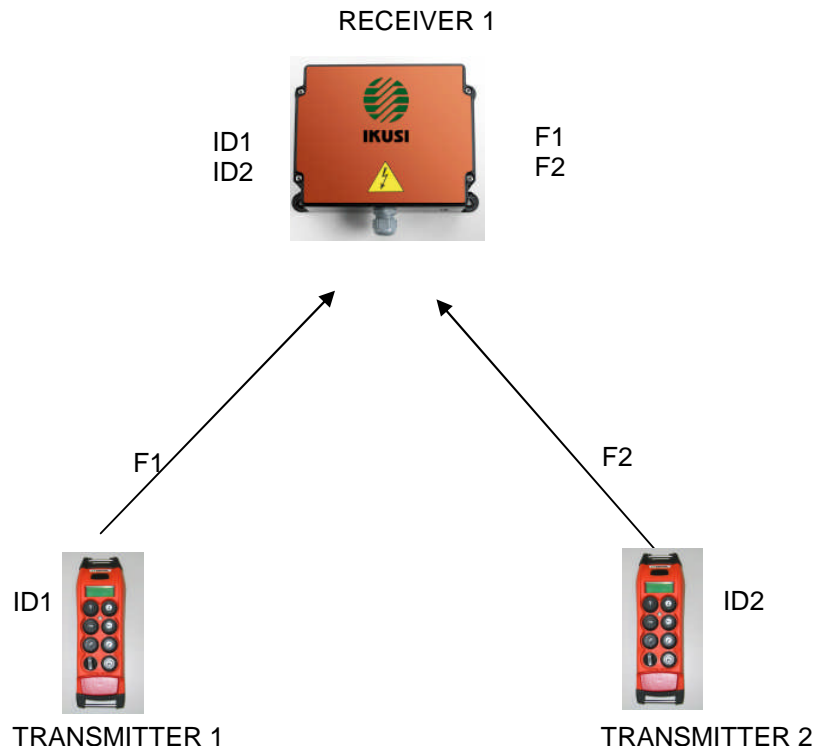 RECEIVER 1
ID1
ID2
IKUSI
F1
F2
F1
F2
ID1
ID2
TRANSMITTER 1
TRANSMITTER 2